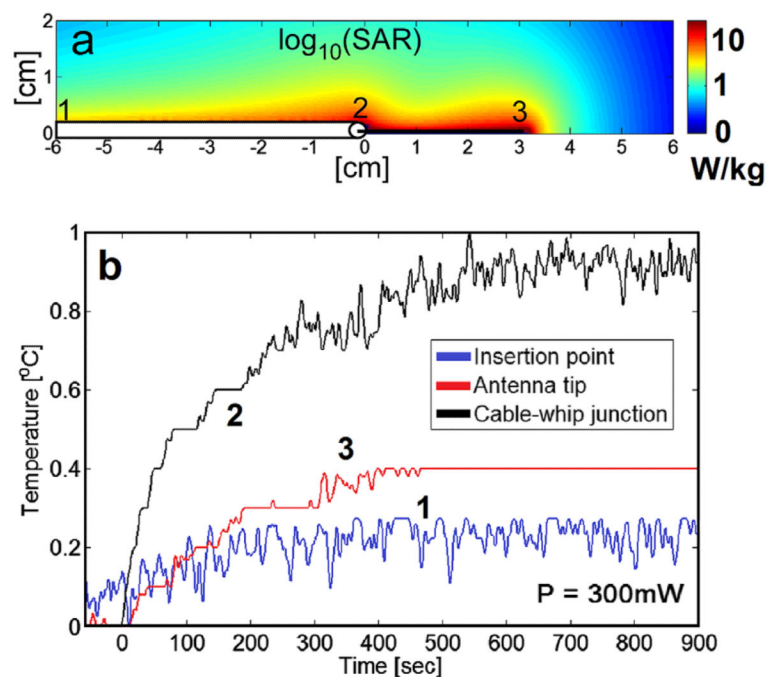 a
log10(SAR)
2
1
0
[cm]
1
2
3
-6 -5 -4 -3 -2 -1 0 1 2 3 4 5 6
[cm]
10
1
0
W/kg
b
1
0.8
0.6
0.4
0.2
0
Temperature [oC]
Insertion point
Antenna tip
Cable-whip junction
2
3
1
P = 300mW
0 100 200 300 400 500 600 700 800 900
Time [sec]